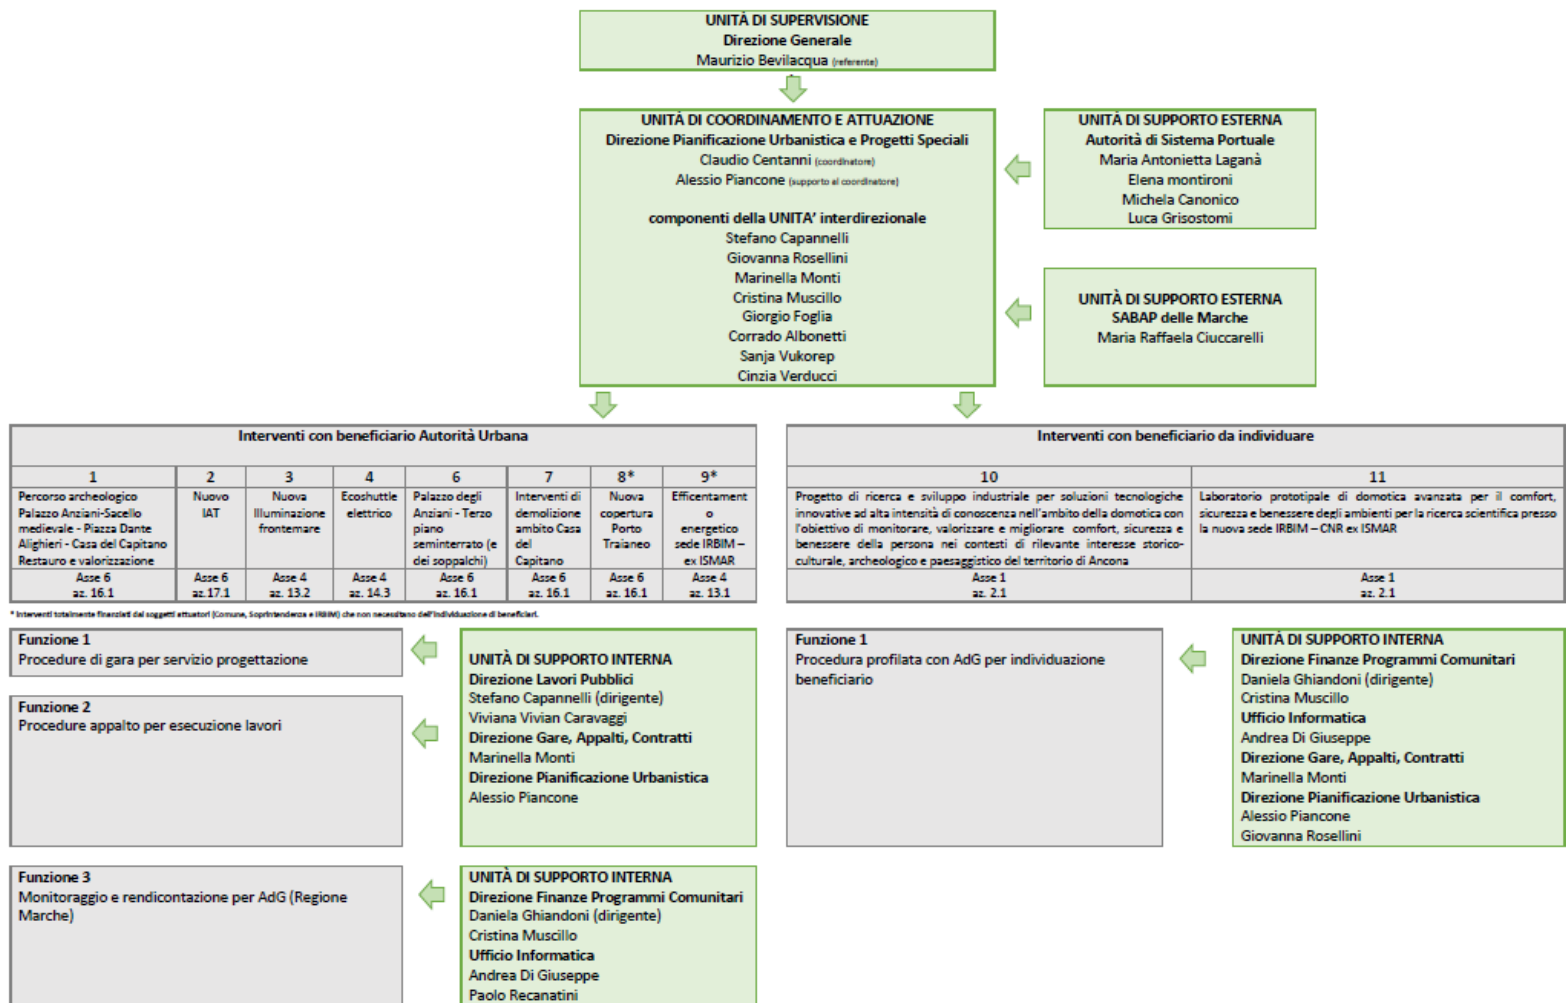 UNITÀ DI SUPERVISIONE
Direzione Generale
Maurizio Bevilacqua (referente)
UNITÀ DI COORDINAMENTO E ATTUAZIONE
Direzione Pianificazione Urbanistica e Progetti Speciali
Claudio Centanni (coordinatore)
Alessio Piancone (supporto al coordinatore)
componenti della UNITA' interdirezionale
Stefano Capannelli
Giovanna Rosellini
Marinella Monti
Cristina Muscillo
Giorgio Foglia
Corrado Albonetti
Sanja Vukorep
Cinzia Verducci
UNITÀ DI SUPPORTO ESTERNA
Autorità di Sistema Portuale
Maria Antonietta Laganà
Elena montironi
Michela Canonico
Luca Grisostomi
UNITÀ DI SUPPORTO ESTERNA
SABAP delle Marche
Maria Raffaela Ciuccarelli
Interventi con beneficiario Autorità Urbana
1
Percorso archeologico
Palazzo Anziani-Sacello
medievale - Piazza Dante
Alighieri - Casa del Capitano
Restauro e valorizzazione
Asse 6
az. 16.1
2
Nuovo
IAT
Asse 6
az.17.1
3
Nuova
Illuminazione
frontemare
Asse 4
az. 13.2
4
Ecoshuttle
elettrico
Asse 4
az. 14.3
6
Palazzo degli
Anziani - Terzo
piano
seminterrato (e
dei soppalchi)
Asse 6
az. 16.1
7
Interventi di
demolizione
ambito Casa
del
Capitano
Asse 6
az. 16.1
8*
Nuova
copertura
Porto
Traianeo
Asse 6
az. 16.1
9*
Efficentament
o
energetico
sede IRBIM –
ex ISMAR
Asse 4
az. 13.1
* Interventi totalmente finanziati dai soggetti attuatori (Comune, Soprintendenza e IRBIM) che non necessitano dell'individuazione di beneficiari.
Interventi con beneficiario da individuare
10
Progetto di ricerca e sviluppo industriale per soluzioni tecnologiche
innovative ad alta intensità di conoscenza nell'ambito della domotica con
l'obiettivo di monitorare, valorizzare e migliorare comfort, sicurezza e
benessere della persona nei contesti di rilevante interesse storico-
culturale, archeologico e paesaggistico del territorio di Ancona
Asse 1
az. 2.1
11
Laboratorio prototipale di domotica avanzata per il comfort,
sicurezza e benessere degli ambienti per la ricerca scientifica presso
la nuova sede IRBIM – CNR ex ISMAR
Asse 1
az. 2.1
Funzione 1
Procedure di gara per servizio progettazione
Funzione 2
Procedure appalto per esecuzione lavori
UNITÀ DI SUPPORTO INTERNA
Direzione Lavori Pubblici
Stefano Capannelli (dirigente)
Viviana Vivian Caravaggi
Direzione Gare, Appalti, Contratti
Marinella Monti
Direzione Pianificazione Urbanistica
Alessio Piancone
Funzione 1
Procedura profilata con AdG per individuazione
beneficiario
UNITÀ DI SUPPORTO INTERNA
Direzione Finanze Programmi Comunitari
Daniela Ghiandoni (dirigente)
Cristina Muscillo
Ufficio Informatica
Andrea Di Giuseppe
Direzione Gare, Appalti, Contratti
Marinella Monti
Direzione Pianificazione Urbanistica
Alessio Piancone
Giovanna Rosellini
Funzione 3
Monitoraggio e rendicontazione per AdG (Regione
Marche)
UNITÀ DI SUPPORTO INTERNA
Direzione Finanze Programmi Comunitari
Daniela Ghiandoni (dirigente)
Cristina Muscillo
Ufficio Informatica
Andrea Di Giuseppe
Paolo Recanatini